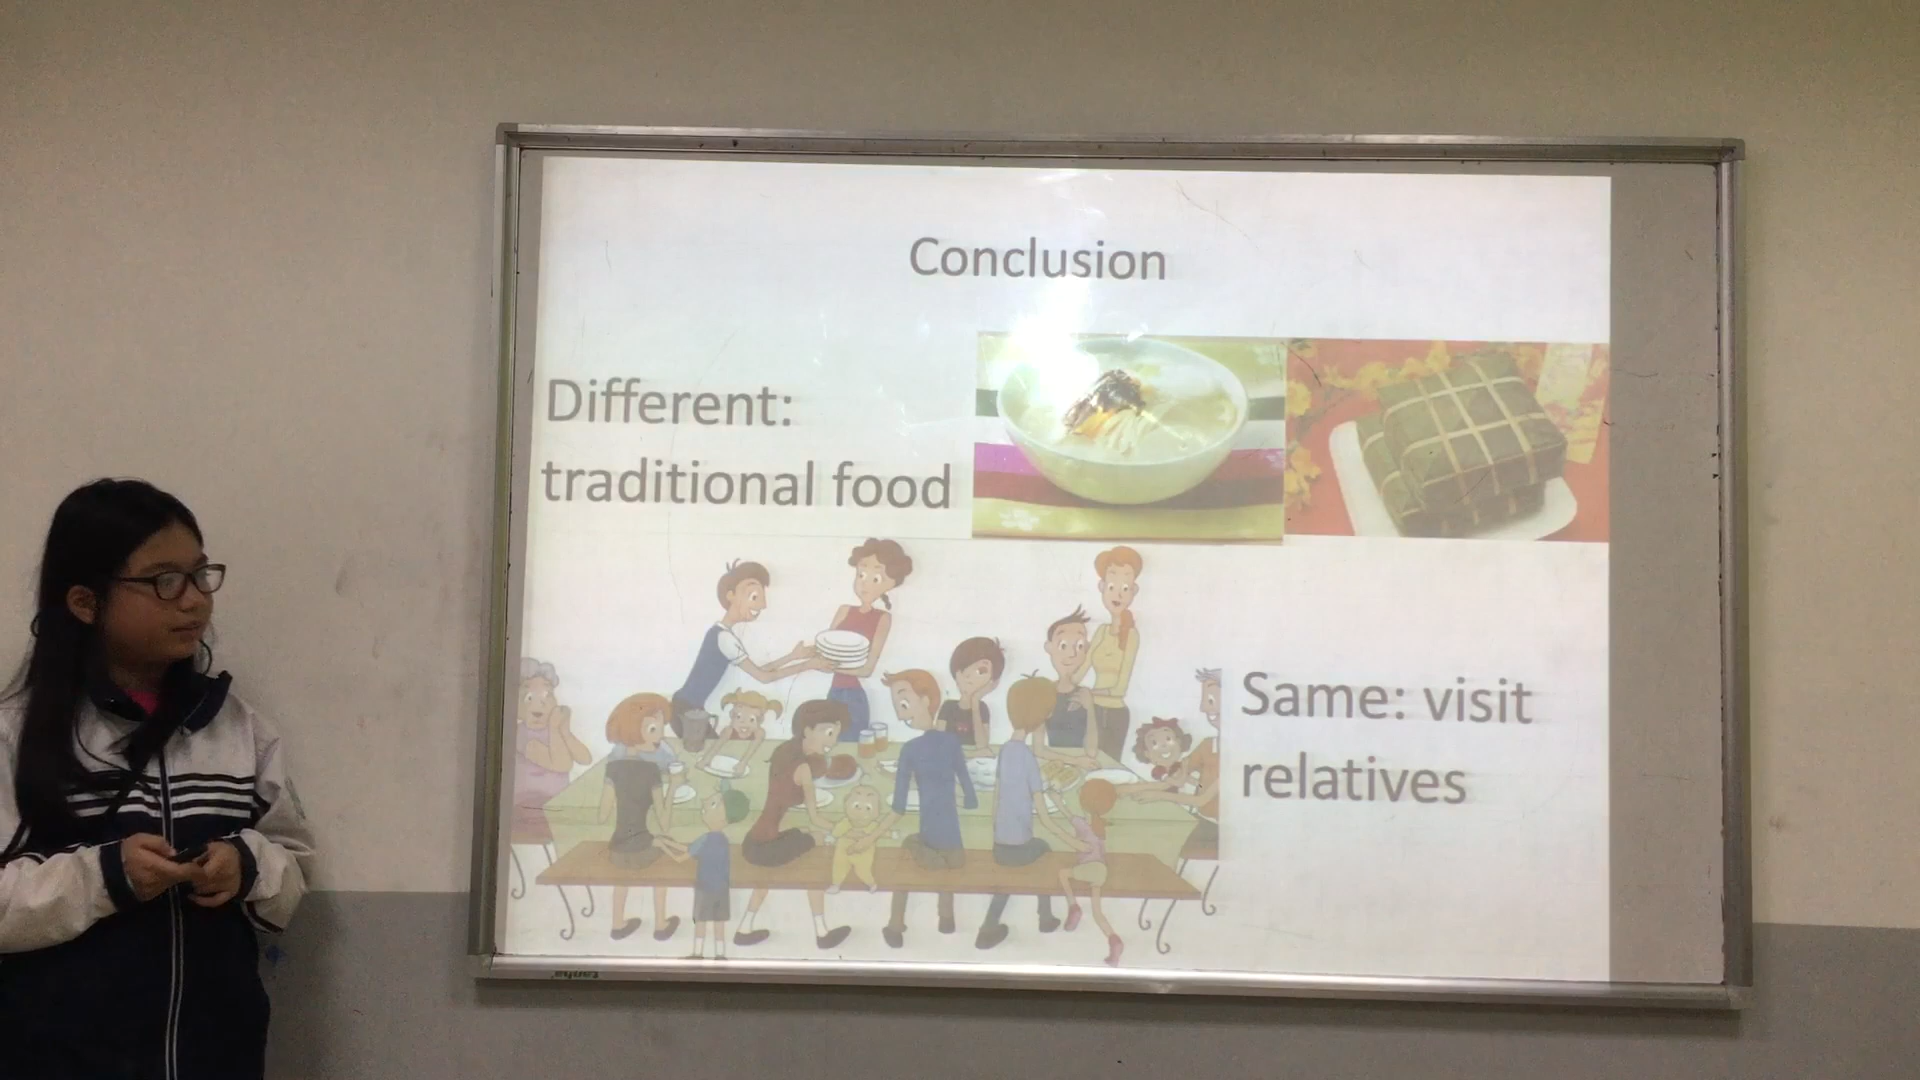 Conclusion
Different:
traditional food
Same: visit
relatives